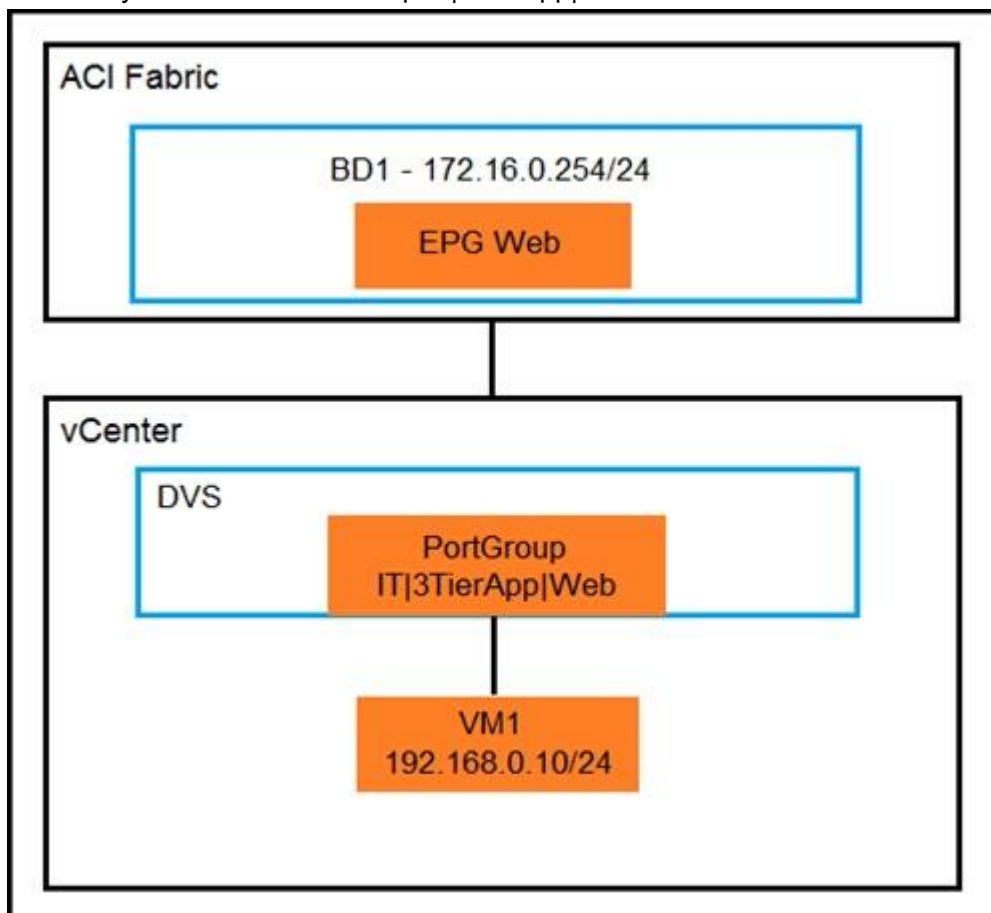 ACI Fabric
BD1 - 172.16.0.254/24
EPG Web
vCenter
DVS
PortGroup
IT|3TierApp|Web
VM1
192.168.0.10/24